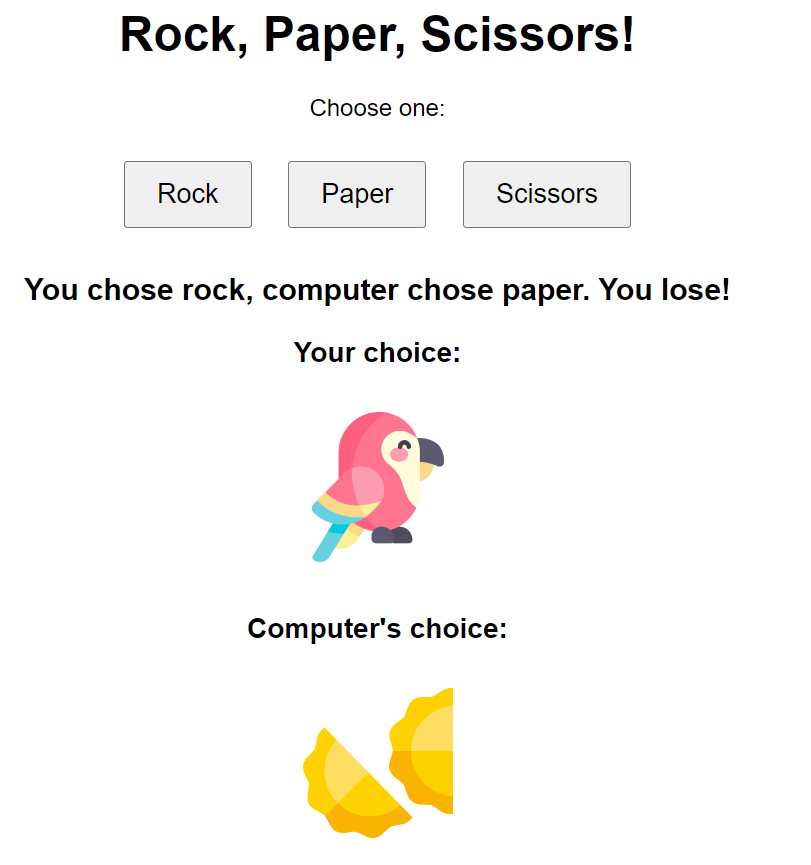 Rock, Paper, Scissors!
Choose one:
Rock Paper Scissors
You chose rock, computer chose paper. You lose!
Your choice:
Computer's choice: